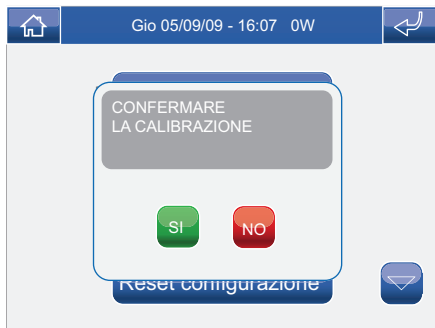 Gio 05/09/09 - 16:07 0W
CONFERMARE
LA CALIBRAZIONE
SI NO
Reset configurazione